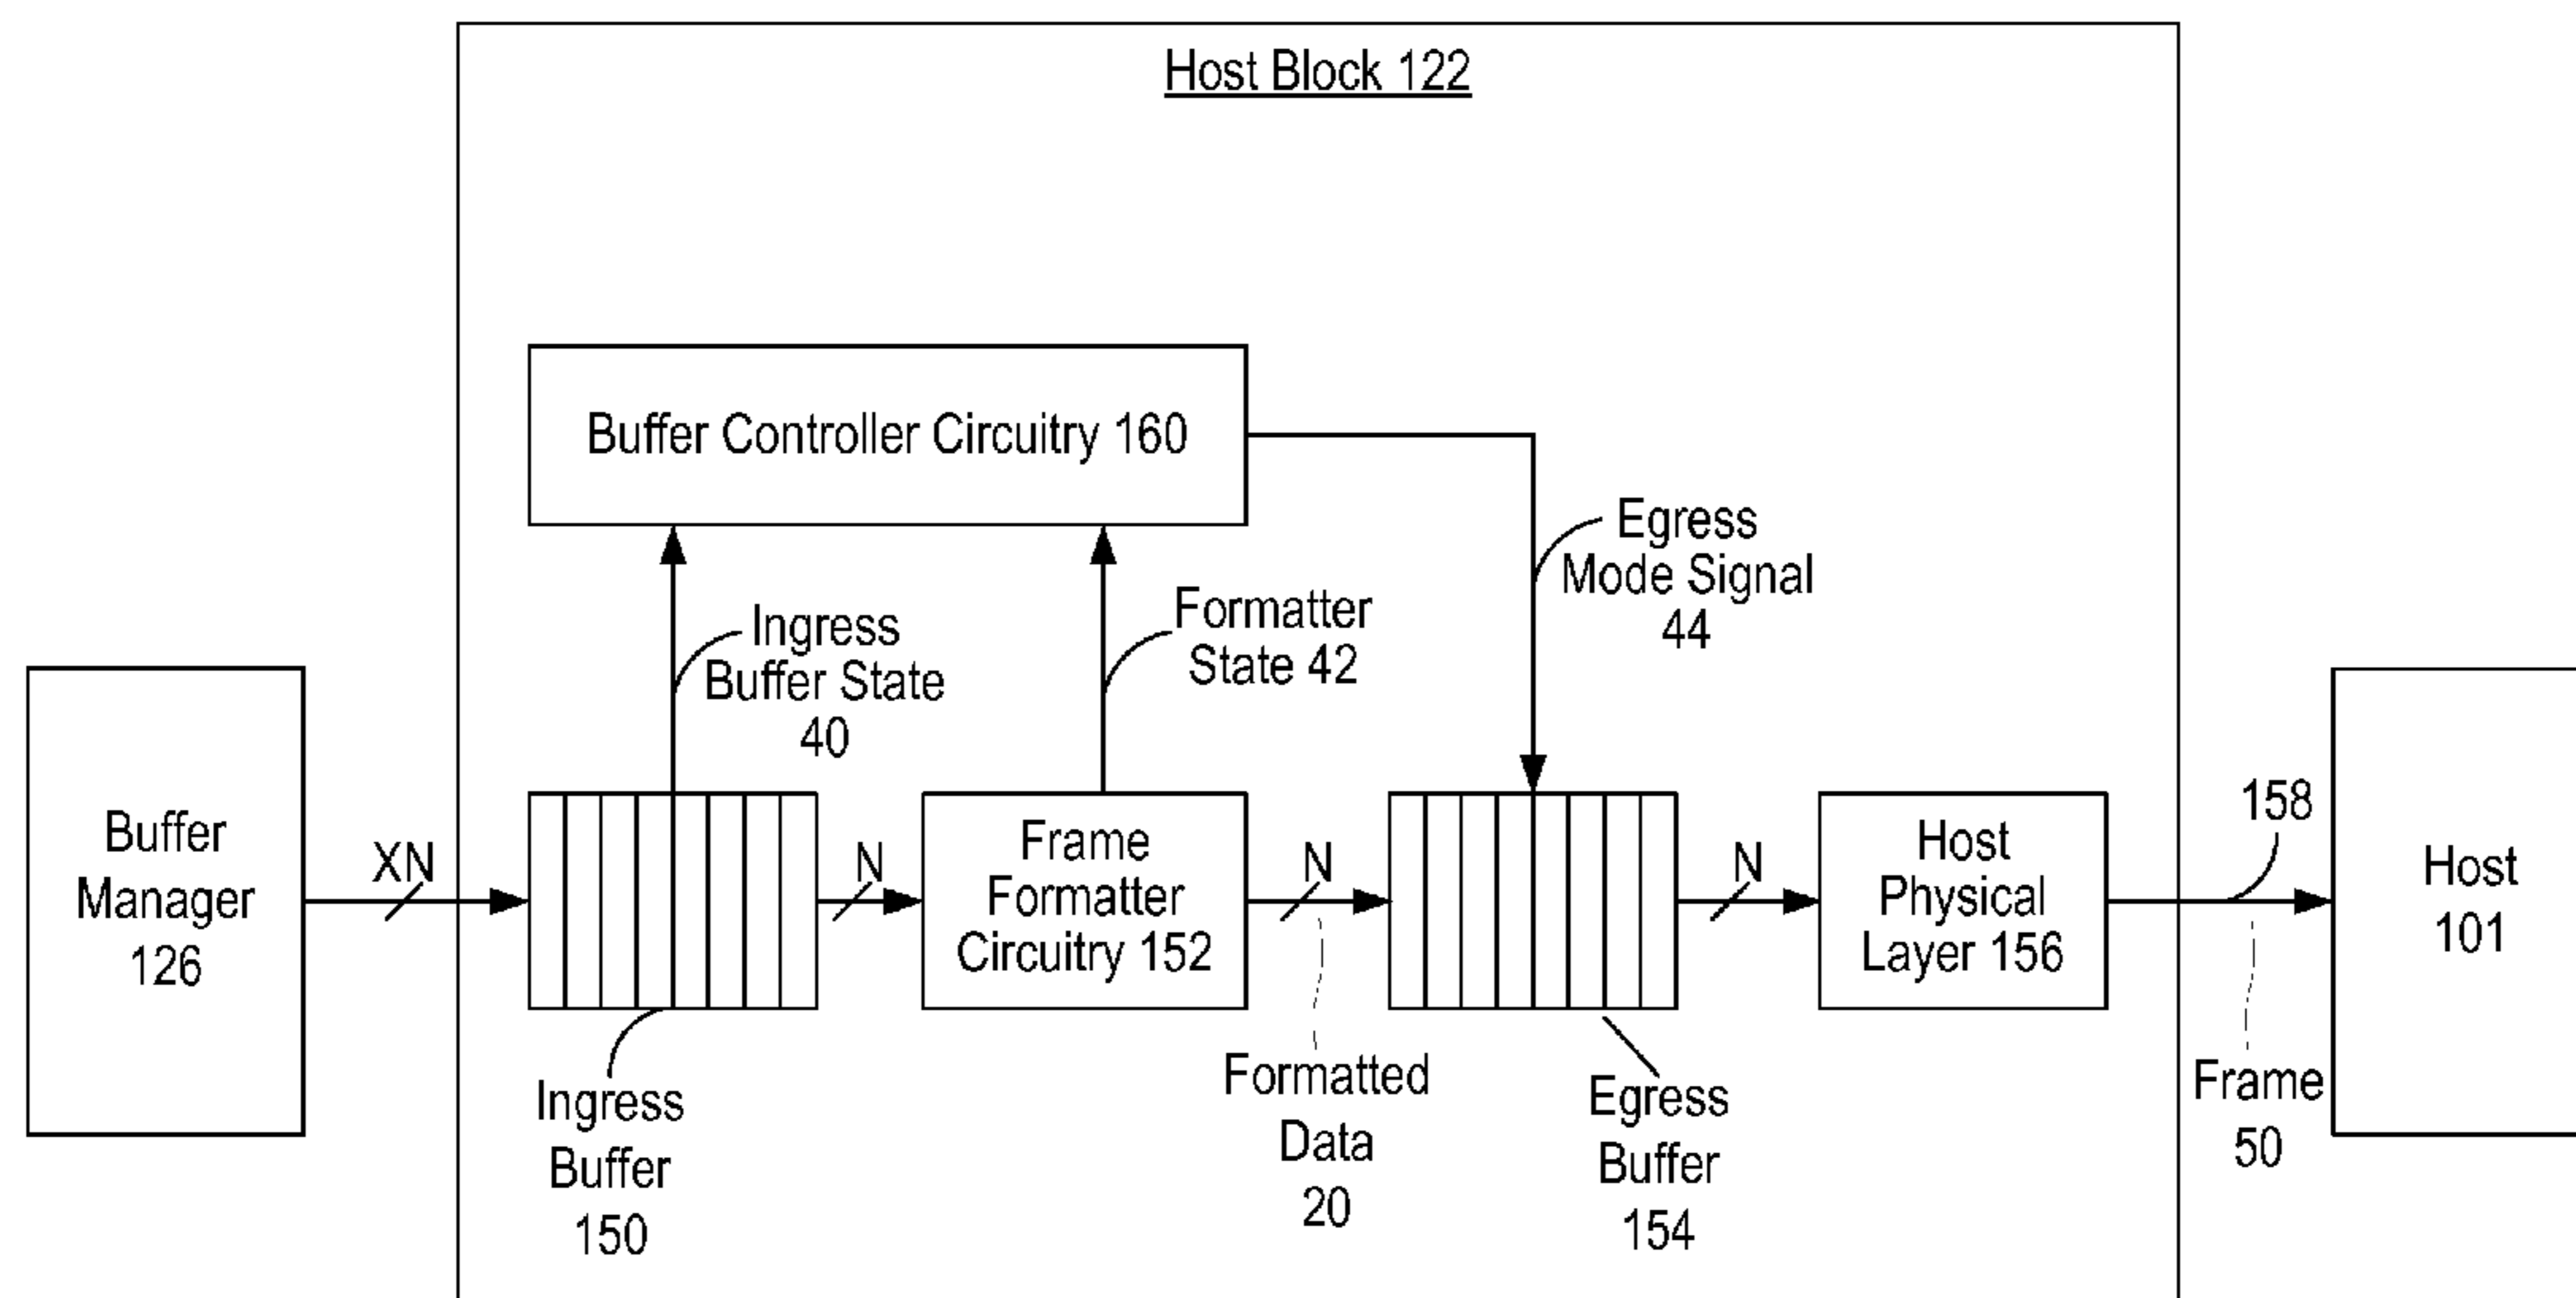 Host Block 122
Buffer Controller Circuitry 160
Egress
Mode Signal
44
Ingress
Buffer State
40
Formatter
State 42
Buffer
Manager
126
XN
N
Frame
Formatter
Circuitry 152
N
N
Host
Physical
Layer 156
158
Host
101
Ingress
Buffer
150
Formatted
Data
20
Egress
Buffer
154
Frame
50